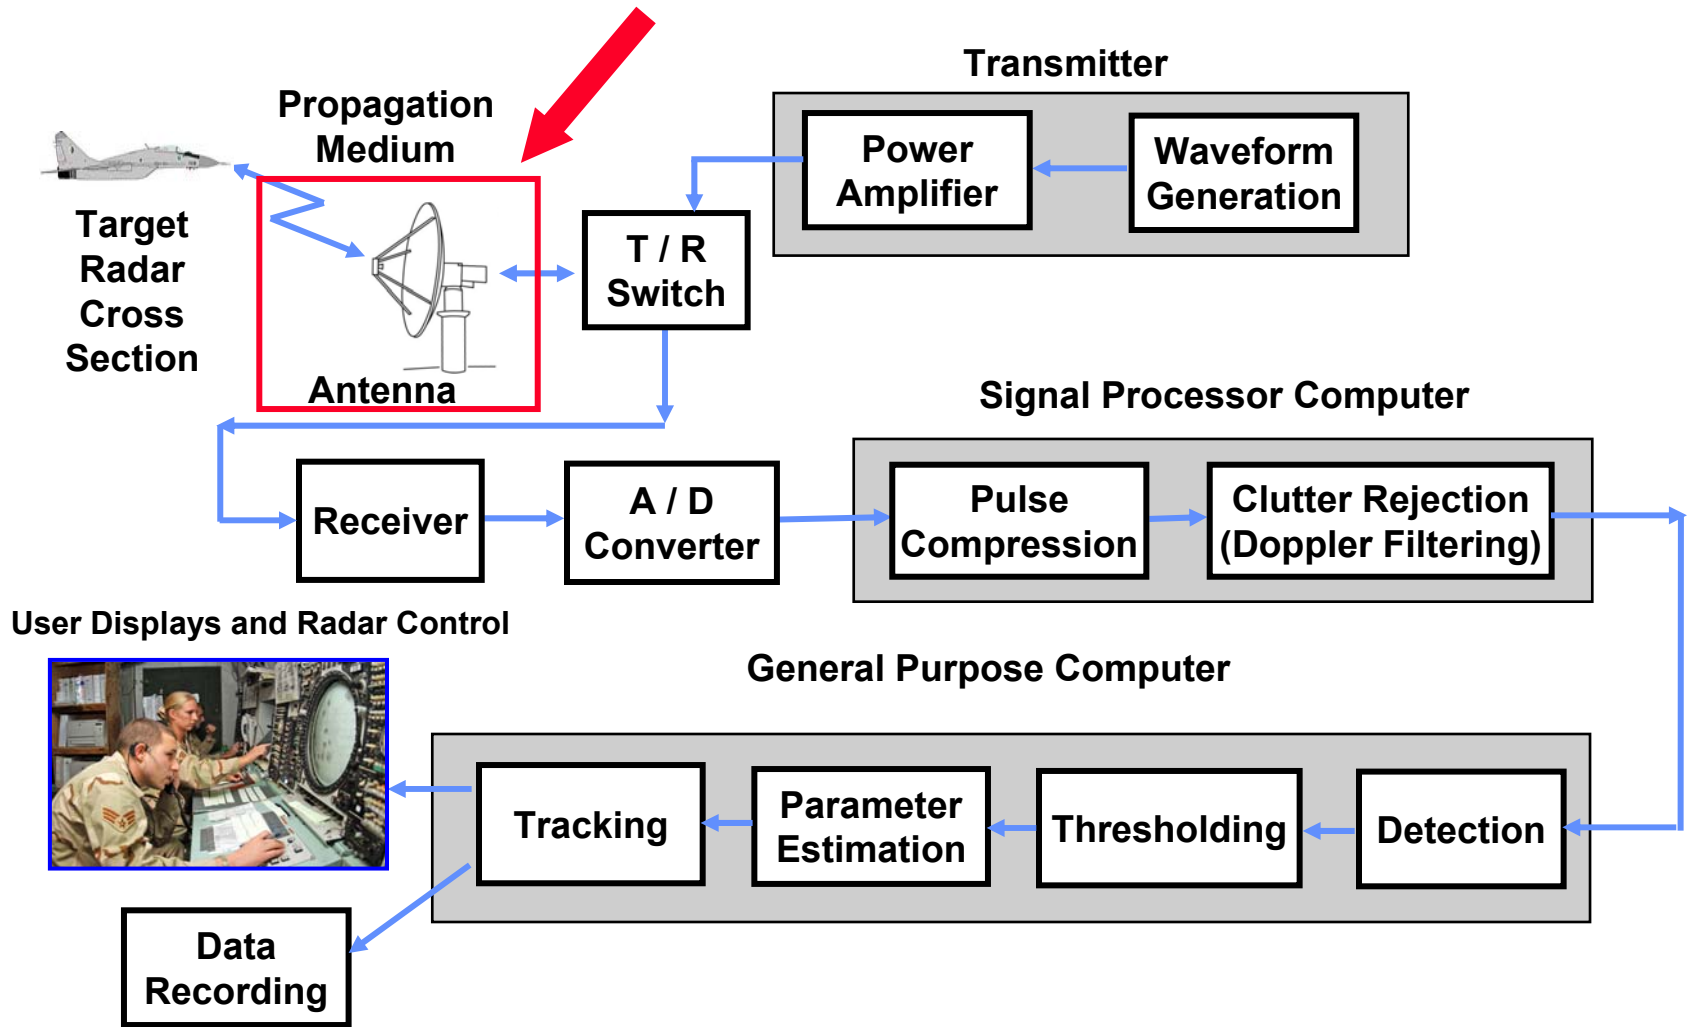 Transmitter
Propagation
Medium
Power
Amplifier
Waveform
Generation
Target
Radar
Cross
Section
T / R
Switch
Antenna
Signal Processor Computer
Receiver
A / D
Converter
Pulse
Compression
Clutter Rejection
(Doppler Filtering)
User Displays and Radar Control
General Purpose Computer
Tracking
Parameter
Estimation
Thresholding
Detection
Data
Recording